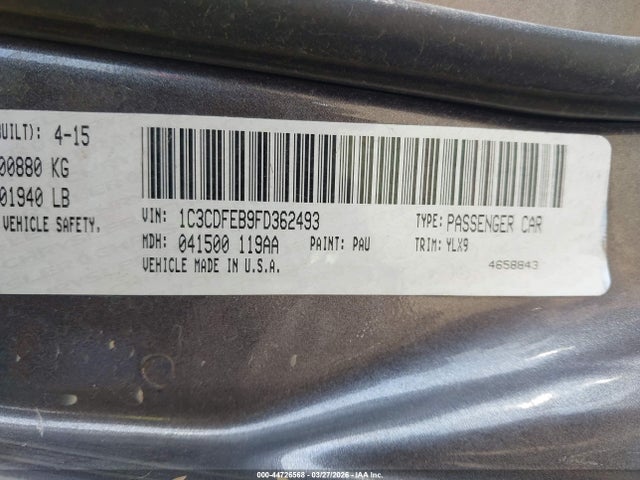 BUILT): 4-15
00880 KG
01940 LB
VEHICLE SAFETY.
VIN: 1C3CDFEB9FD362493 TYPE: PASSENGER CAR
MDH: 041500 119AA PAINT: PAU TRIM: YLX9
VEHICLE MADE IN U.S.A. 4658843
000-44726568 | 03/27/2026 | © IAA Inc.